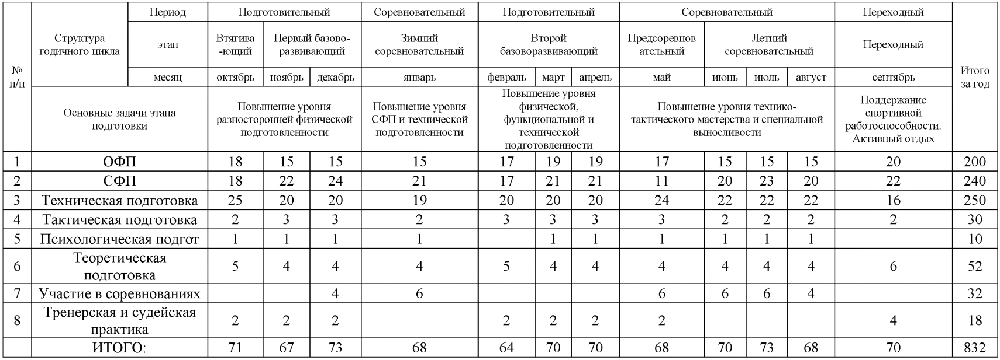 № п/п
Структура годичного цикла
Период
Подготовительный
Соревновательный
Подготовительный
Соревновательный
Переходный
Итого за год
этап
Втягива
-ющий
Первый базово-
развивающий
Зимний
соревновательный
Второй
базоворазвивающий
Предсоревнов
ательный
Летний
соревновательный
Переходный
месяц октябрь ноябрь декабрь январь февраль март апрель май июнь июль август сентябрь
Основные задачи этапа
подготовки
Повышение уровня
разносторонней физической
подготовленности
Повышение уровня
СФП и технической
подготовленности
Повышение уровня
физической,
функциональной и
технической
подготовленности
Повышение уровня технико-
тактического мастерства и специальной
выносливости
Поддержание
спортивной
работоспособности.
Активный отдых
1 ОФП 18 15 15 15 17 19 19 17 15 15 15 20 200
2 СФП 18 22 24 21 17 21 21 11 20 23 20 22 240
3 Техническая подготовка 25 20 20 19 20 20 20 24 22 22 22 16 250
4 Тактическая подготовка 2 3 3 2 3 3 3 3 2 2 2 2 30
5 Психологическая подгот 1 1 1 1 1 1 1 1 1 1 10
6 Теоретическая
подготовка 5 4 4 4 5 4 4 4 4 4 4 6 52
7 Участие в соревнованиях 4 6 6 6 6 4 32
8 Тренерская и судейская
практика 2 2 2 2 2 2 2 4 18
ИТОГО: 71 67 73 68 64 70 70 68 70 73 68 70 832